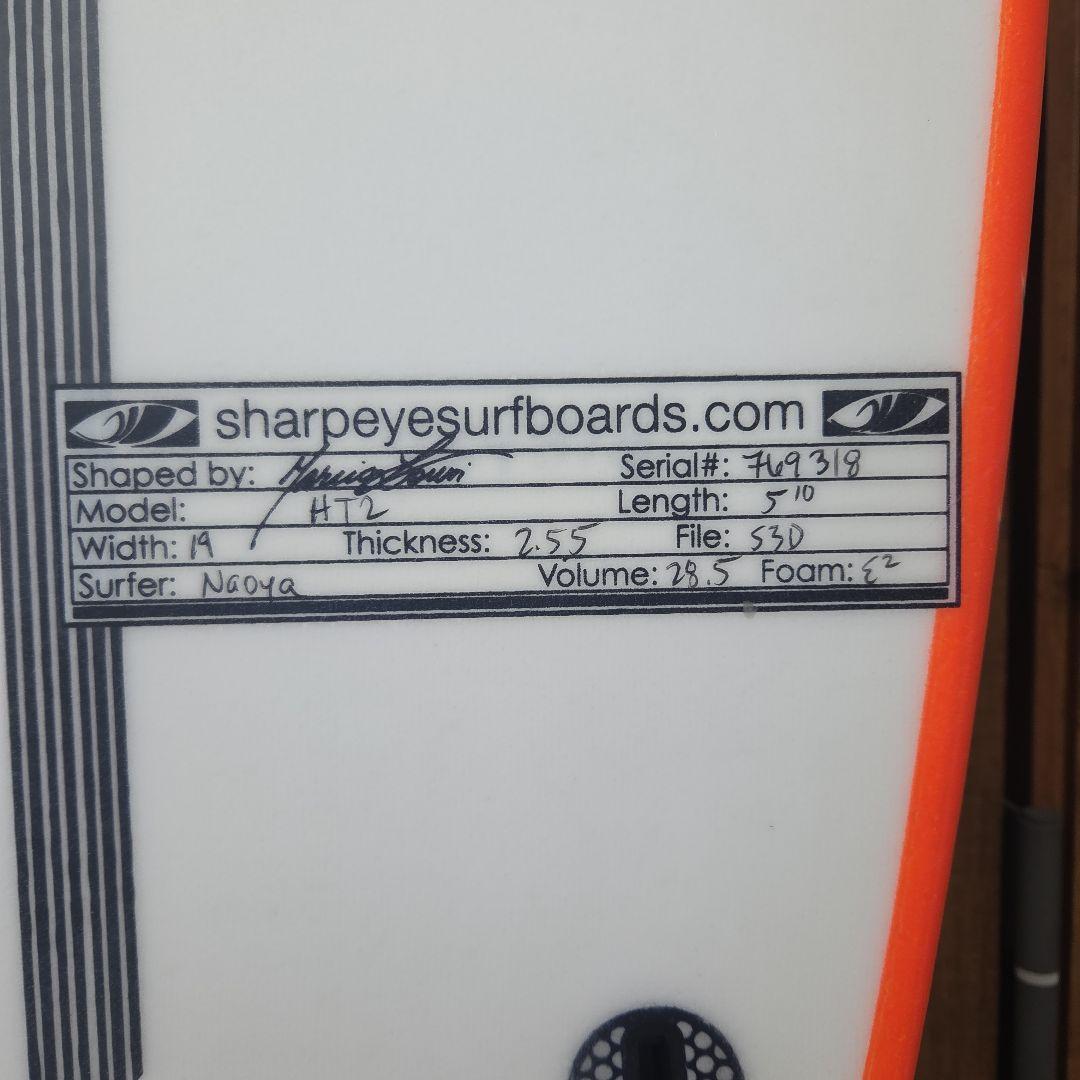 sharpeyesurfboards.com
Shaped by: Serial#: 769318
Model: HT2 Length: 5'10
Width: 19 Thickness: 2.55 File: S3D
Surfer: Naoya Volume: 28.5 Foam: E2